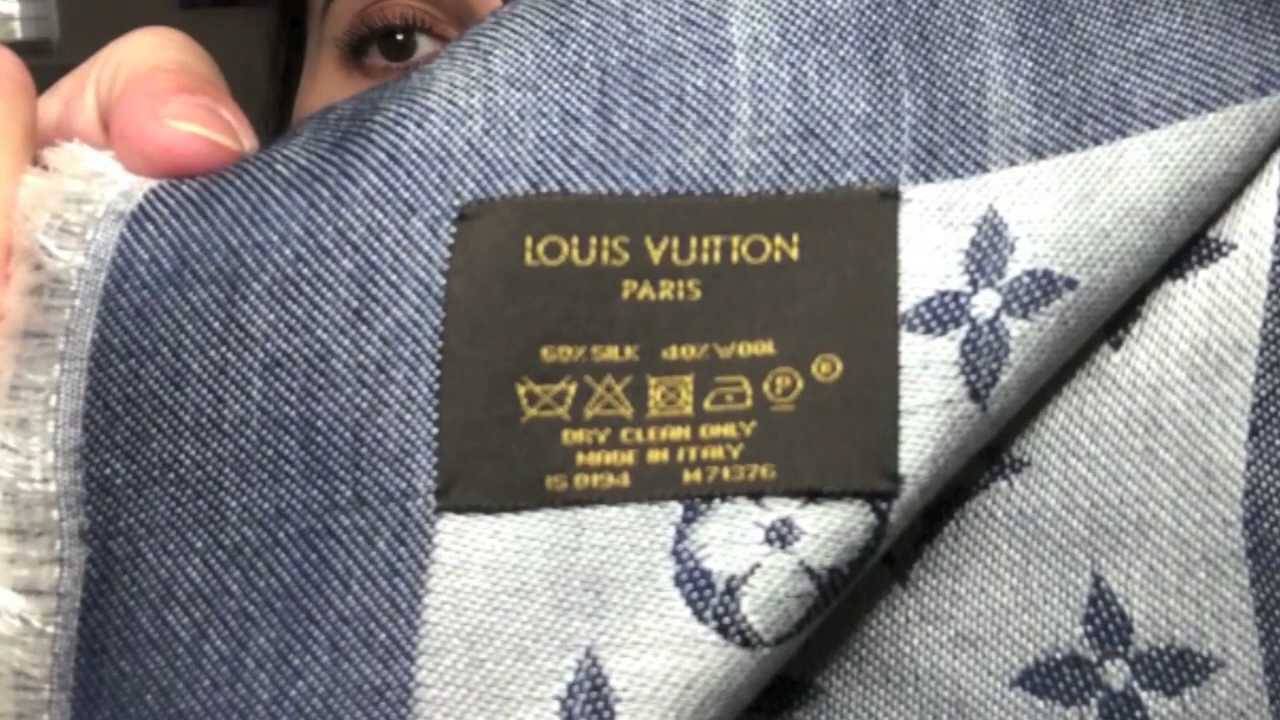 LOUIS VUITTON
PARIS
60% SILK 40% WOOL
P
DRY CLEAN ONLY
MADE IN ITALY
IS 0194 M71376